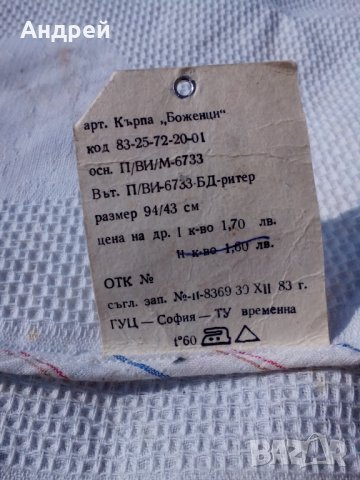 Андрей
арт. Кърпа „Боженци“
код 83-25-72-20-01
осн. П/ВИ/М-6733
Вът. П/ВИ-6733 БД-ритер
размер 94/43 см
цена на др. I к-во 1,70 лв.
II к-во 1,60 лв.
ОТК №
съгл. зап. №-II-8369 30 XII 83 г.
ГУЦ — София — ТУ временна
t°60
BAZAR